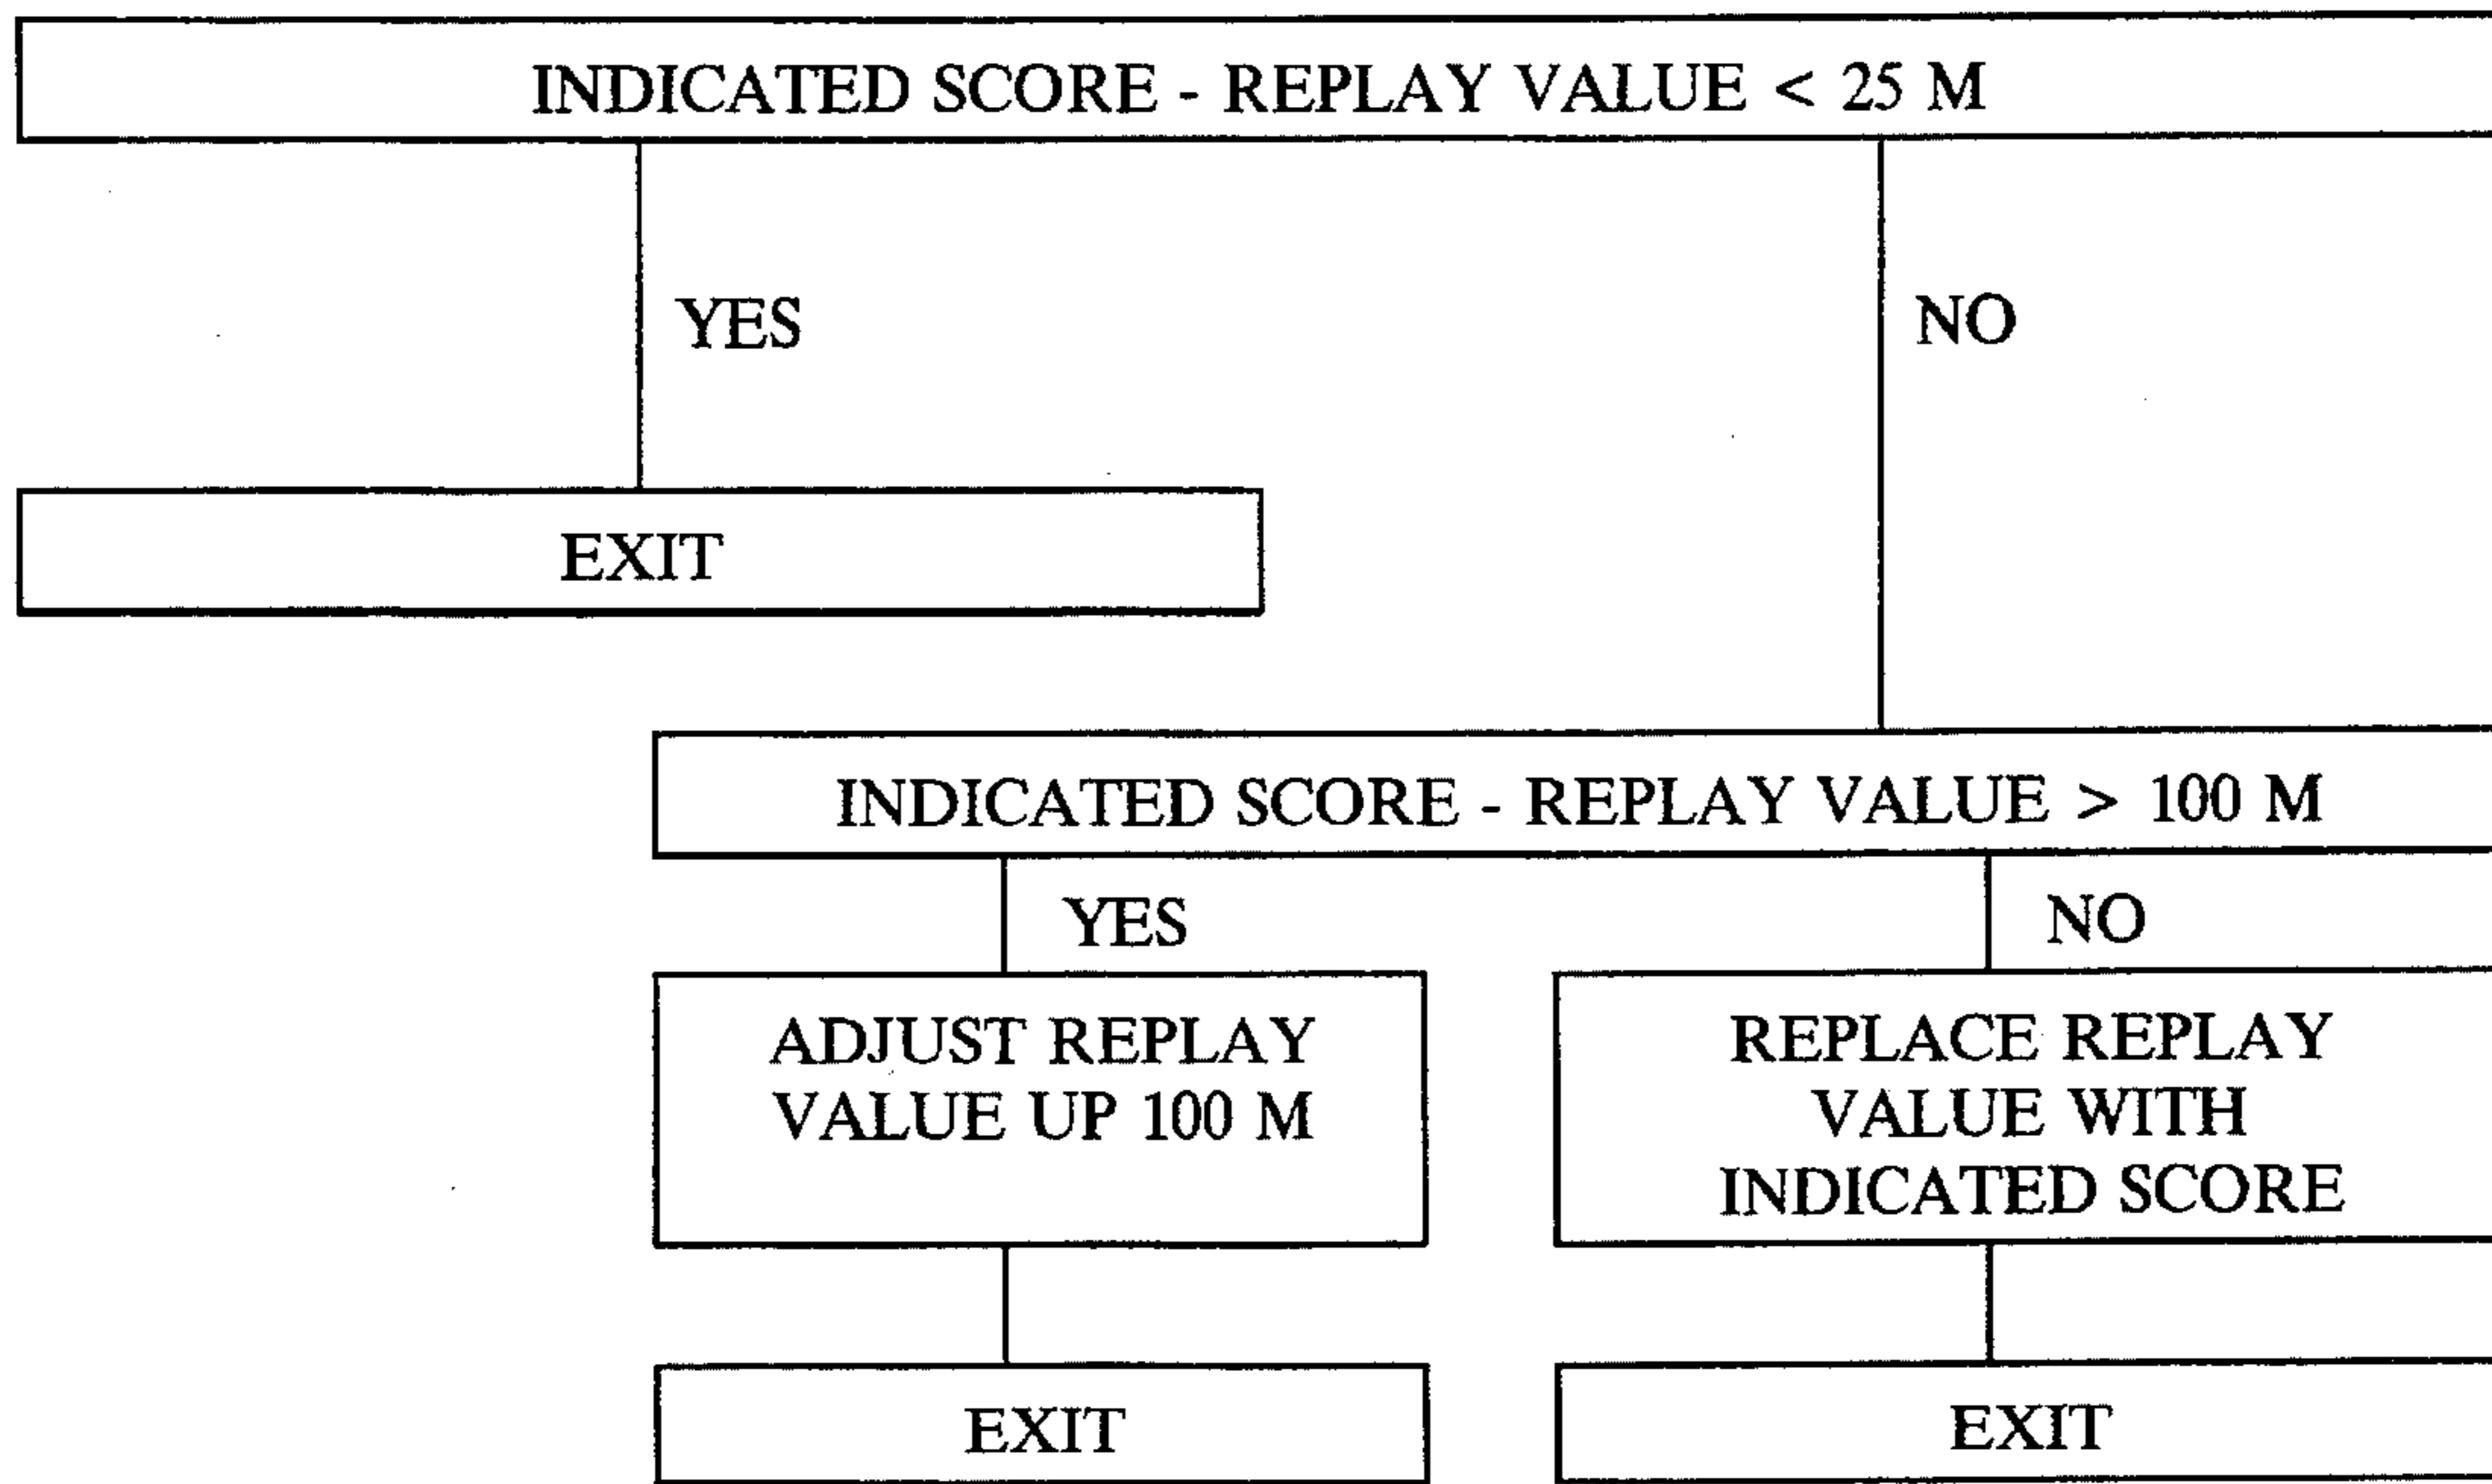 INDICATED SCORE - REPLAY VALUE < 25 M
YES
NO
EXIT
INDICATED SCORE - REPLAY VALUE > 100 M
YES
NO
ADJUST REPLAY
VALUE UP 100 M
REPLACE REPLAY
VALUE WITH
INDICATED SCORE
EXIT
EXIT